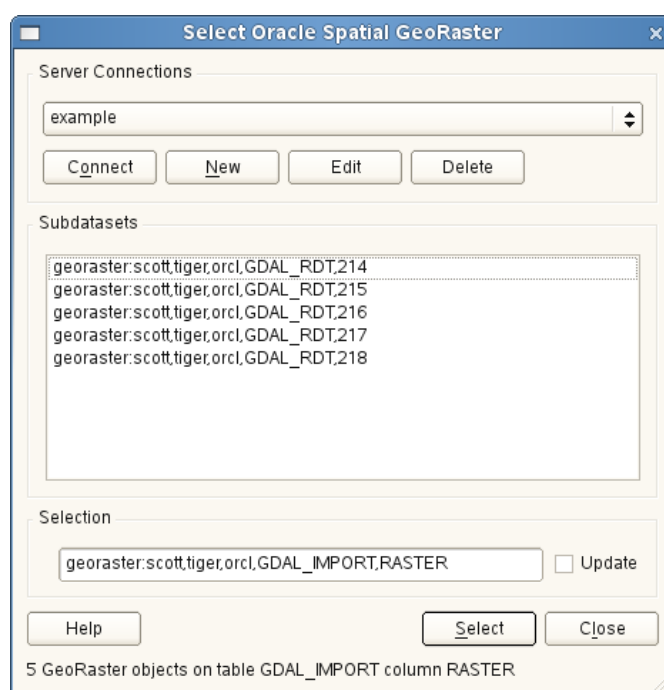 Select Oracle Spatial GeoRaster
Server Connections
example
Connect New Edit Delete
Subdatasets
georaster:scott,tiger,orcl,GDAL_RDT,214
georaster:scott,tiger,orcl,GDAL_RDT,215
georaster:scott,tiger,orcl,GDAL_RDT,216
georaster:scott,tiger,orcl,GDAL_RDT,217
georaster:scott,tiger,orcl,GDAL_RDT,218
Selection
georaster:scott,tiger,orcl,GDAL_IMPORT,RASTER Update
Help Select Close
5 GeoRaster objects on table GDAL_IMPORT column RASTER